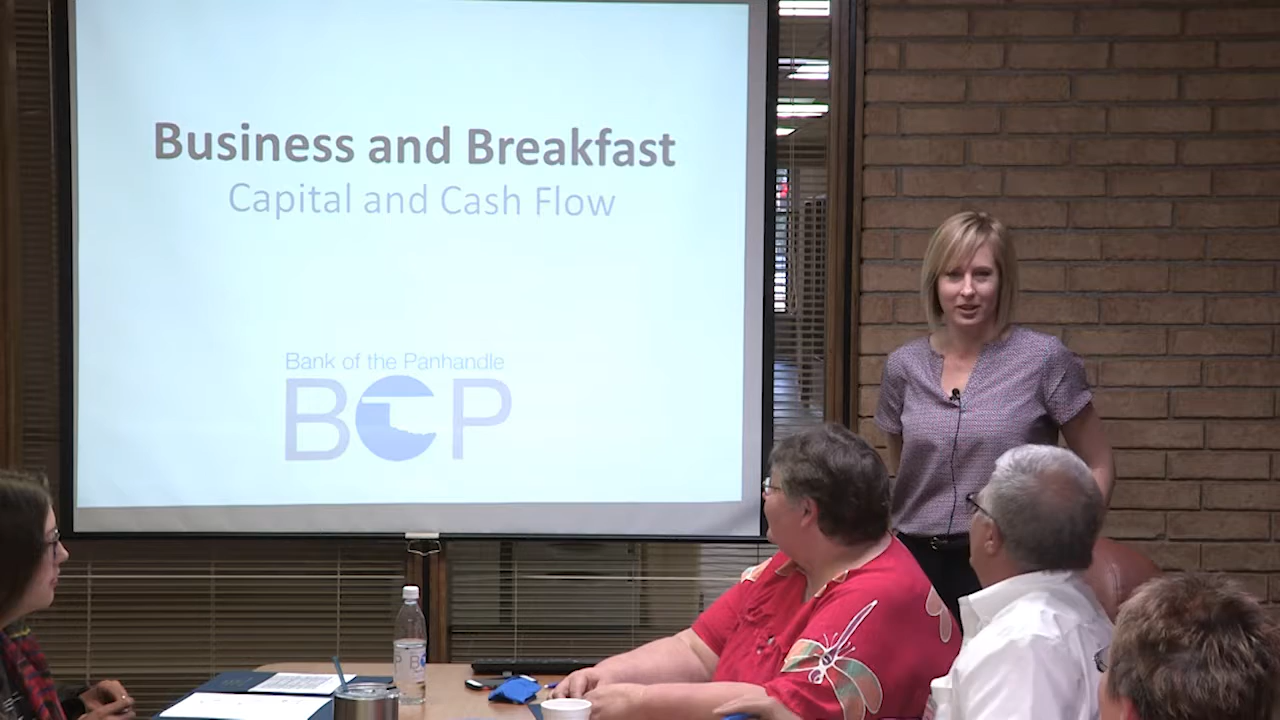 Business and Breakfast
Capital and Cash Flow
Bank of the Panhandle
BCP